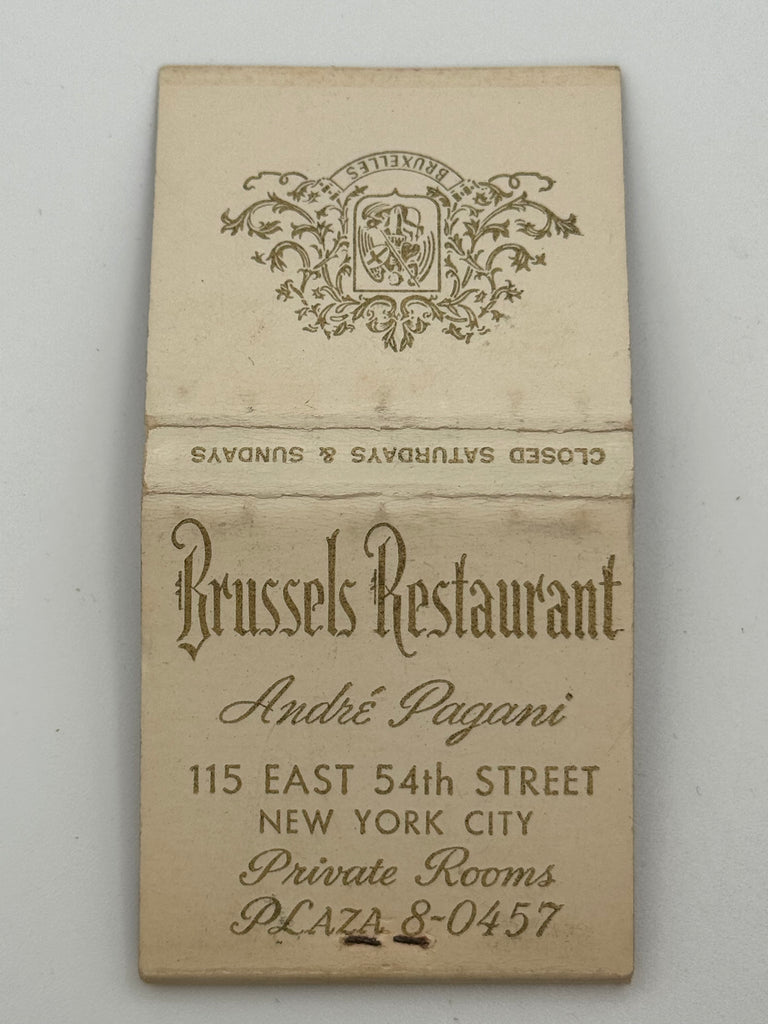 BRUXELLES
CLOSED SATURDAYS & SUNDAYS
Brussels Restaurant
André Pagani
115 EAST 54th STREET
NEW YORK CITY
Private Rooms
PLAZA 8-0457